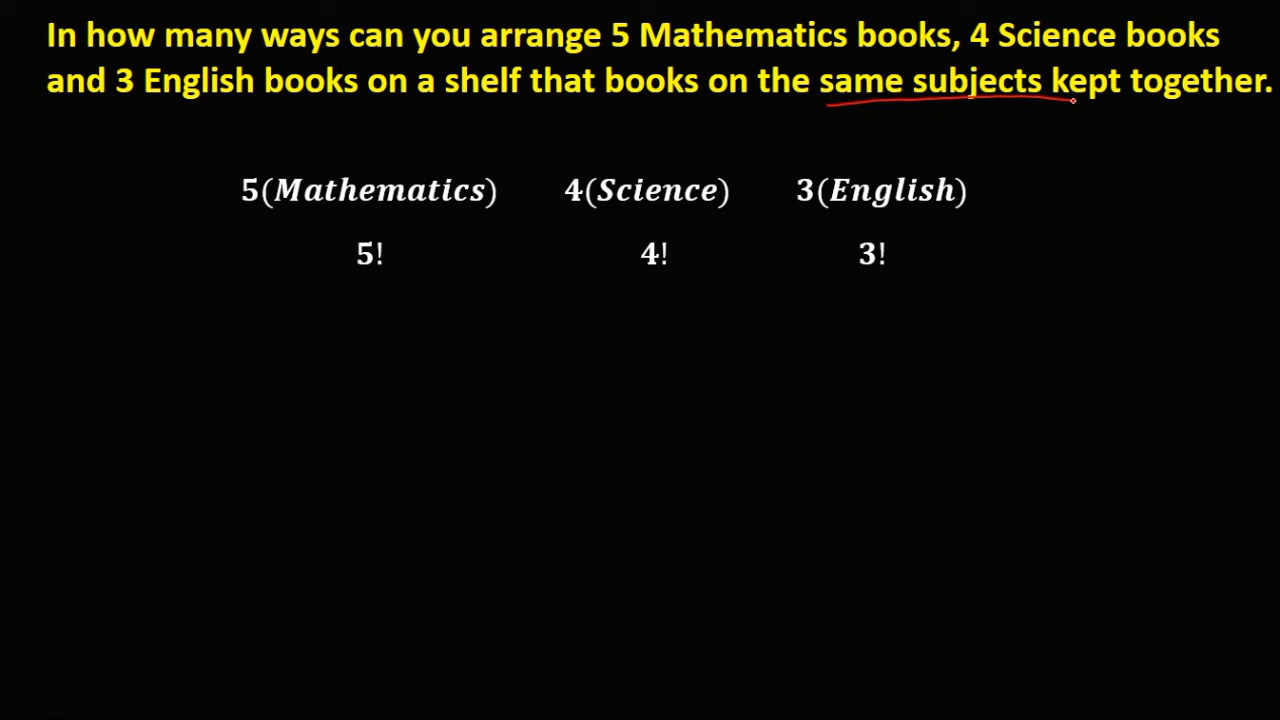 In how many ways can you arrange 5 Mathematics books, 4 Science books
and 3 English books on a shelf that books on the same subjects kept together.
5(Mathematics) 4(Science) 3(English)
5! 4! 3!